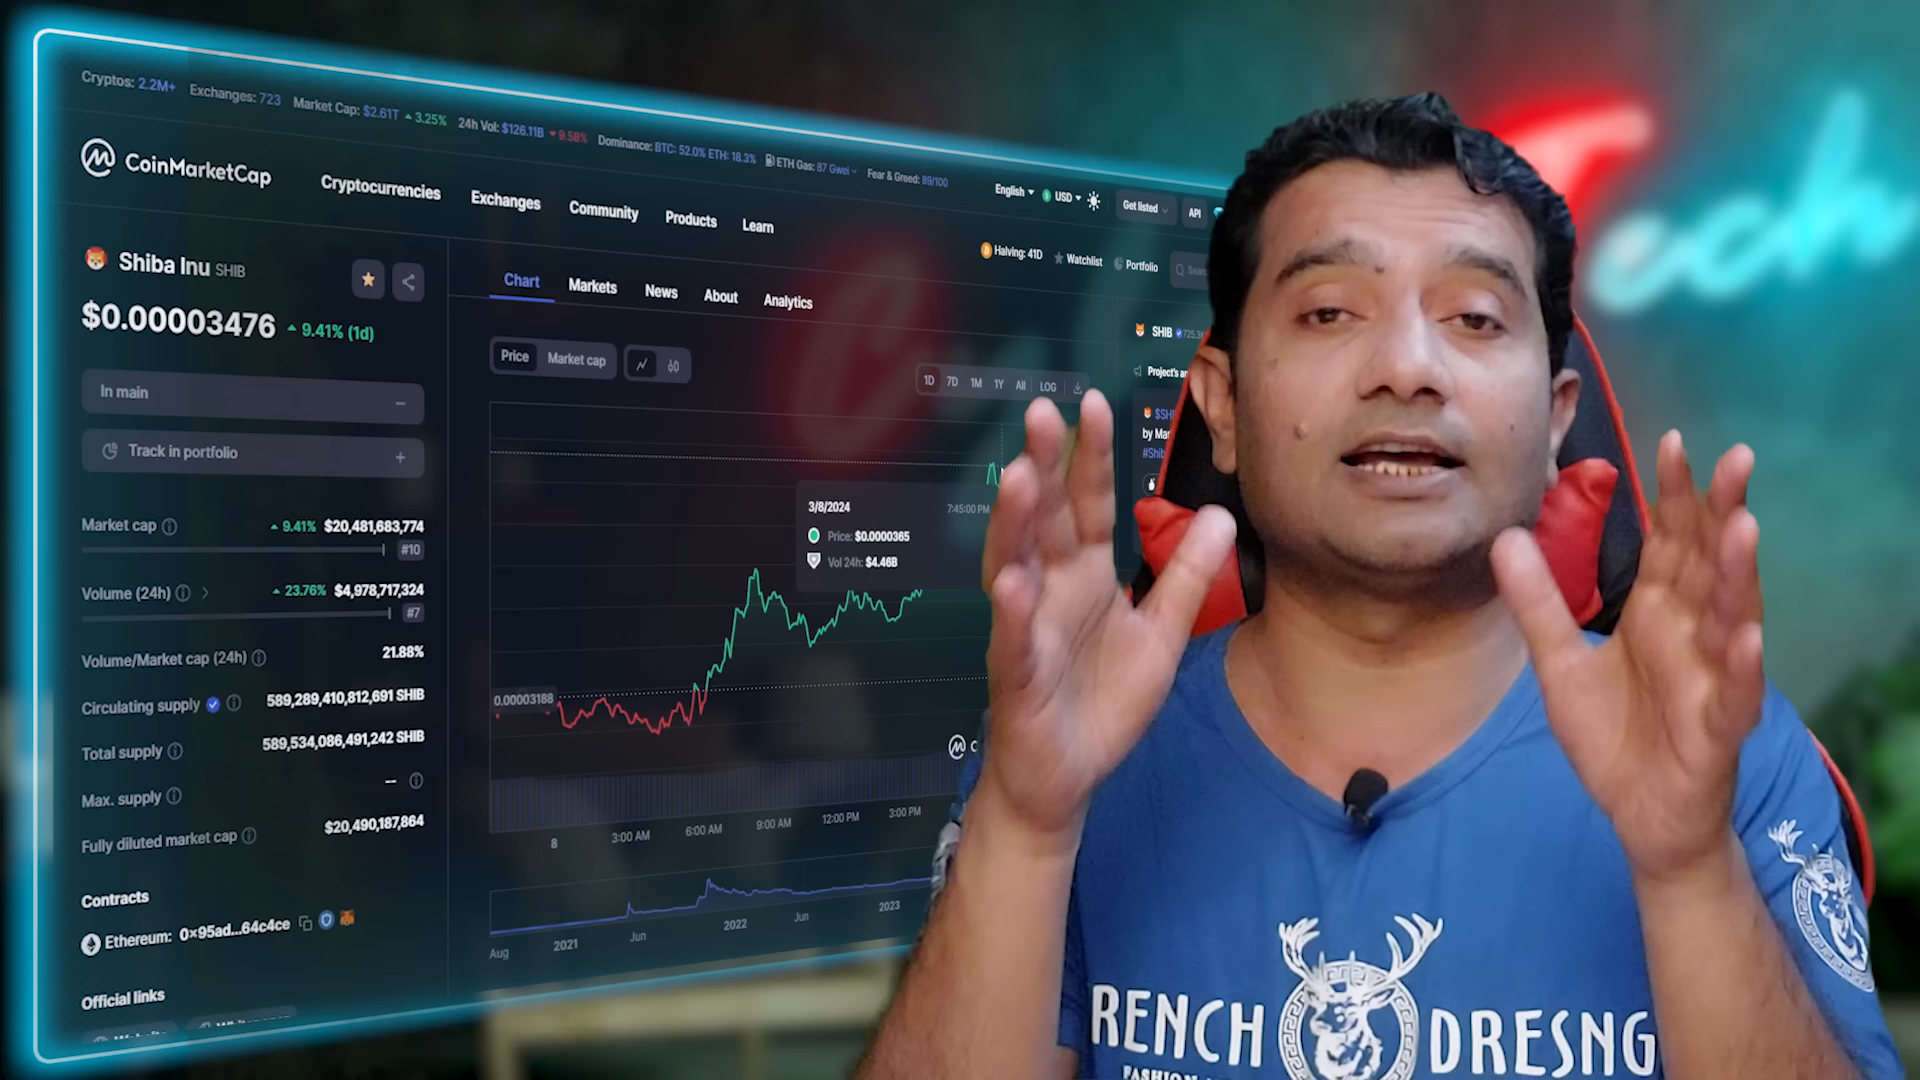 Cryptos: 2.2M+ Exchanges: 723 Market Cap: $2.61T 3.25% 24h Vol: $126.11B 9.58% Dominance: BTC: 52.0% ETH: 18.3% ETH Gas: 87 Gwei Fear & Greed: 89/100
English USD Get listed API
CoinMarketCap Cryptocurrencies Exchanges Community Products Learn
Halving: 41D Watchlist Portfolio
Shiba Inu SHIB
$0.00003476 9.41% (1d)
In main
Track in portfolio +
Market cap 9.41% $20,481,683,774
#10
Volume (24h) 23.76% $4,978,717,324
#7
Volume/Market cap (24h) 21.88%
Circulating supply 589,289,410,812,691 SHIB
Total supply 589,534,086,491,242 SHIB
Max. supply --
Fully diluted market cap $20,490,187,864
Contracts
Ethereum: 0x95ad...64c4ce
Official links
Website
Chart Markets News About Analytics
Price Market cap
1D 7D 1M 1Y All LOG
3/8/2024 7:45:00 PM
Price: $0.0000365
Vol 24h: $4.46B
0.00003188
8 3:00 AM 6:00 AM 9:00 AM 12:00 PM 3:00 PM
Aug 2021 Jun 2022 Jun 2023
SHIB
Project's
by
Tech
RENCH DRESNG
FASHION